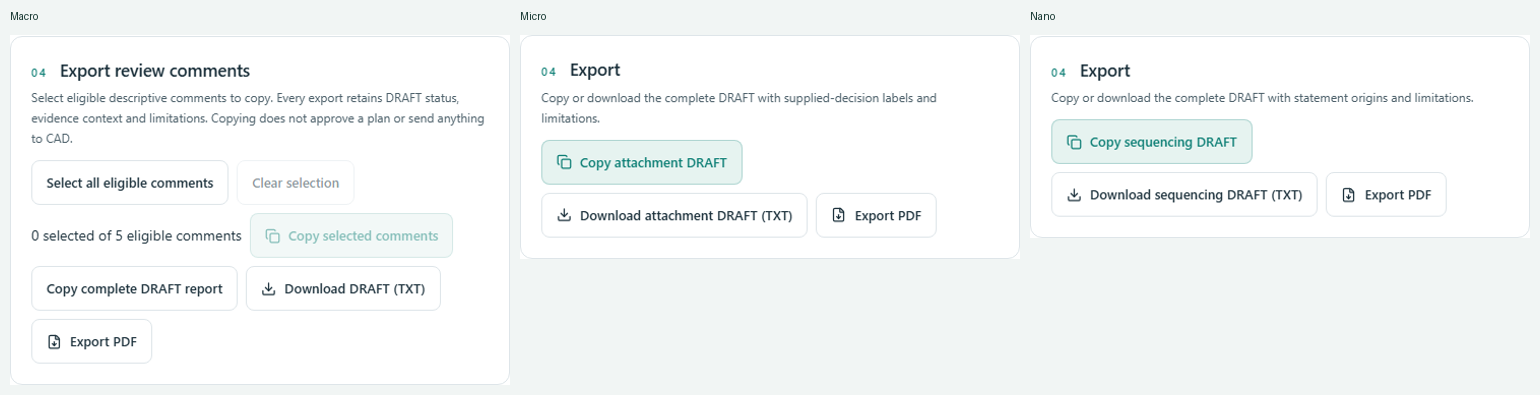 Macro
04 Export review comments
Select eligible descriptive comments to copy. Every export retains DRAFT status,
evidence context and limitations. Copying does not approve a plan or send anything
to CAD.
Select all eligible comments Clear selection
0 selected of 5 eligible comments Copy selected comments
Copy complete DRAFT report Download DRAFT (TXT)
Export PDF
Micro
04 Export
Copy or download the complete DRAFT with supplied-decision labels and
limitations.
Copy attachment DRAFT
Download attachment DRAFT (TXT) Export PDF
Nano
04 Export
Copy or download the complete DRAFT with statement origins and limitations.
Copy sequencing DRAFT
Download sequencing DRAFT (TXT) Export PDF